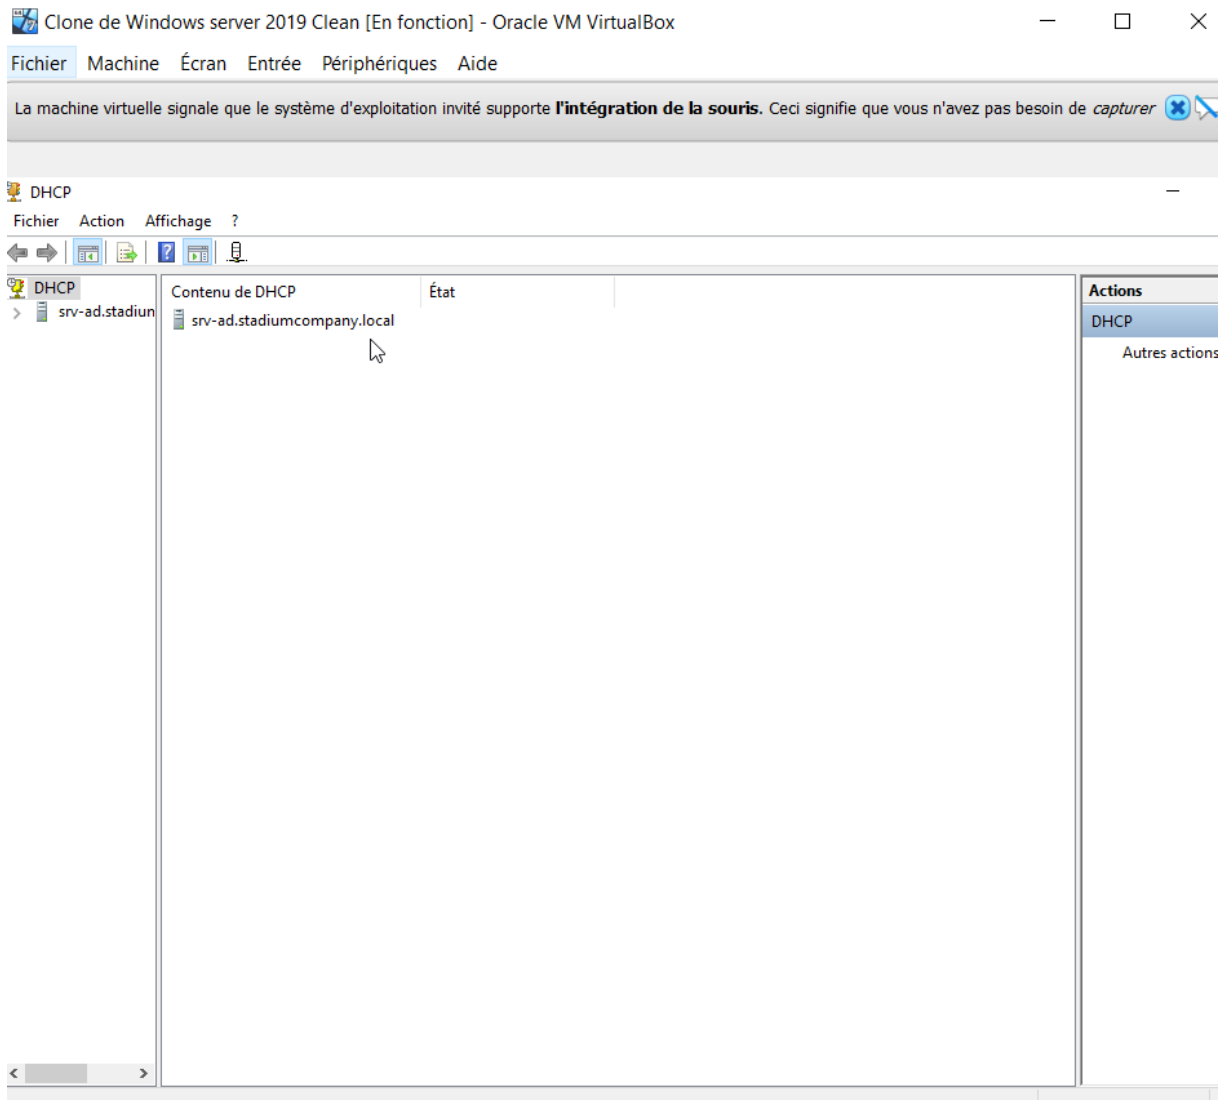 Clone de Windows server 2019 Clean [En fonction] - Oracle VM VirtualBox
Fichier Machine Écran Entrée Périphériques Aide
La machine virtuelle signale que le système d'exploitation invité supporte l'intégration de la souris. Ceci signifie que vous n'avez pas besoin de capturer
DHCP
Fichier Action Affichage ?
DHCP
srv-ad.stadiun
Contenu de DHCP État
srv-ad.stadiumcompany.local
Actions
DHCP
Autres actions